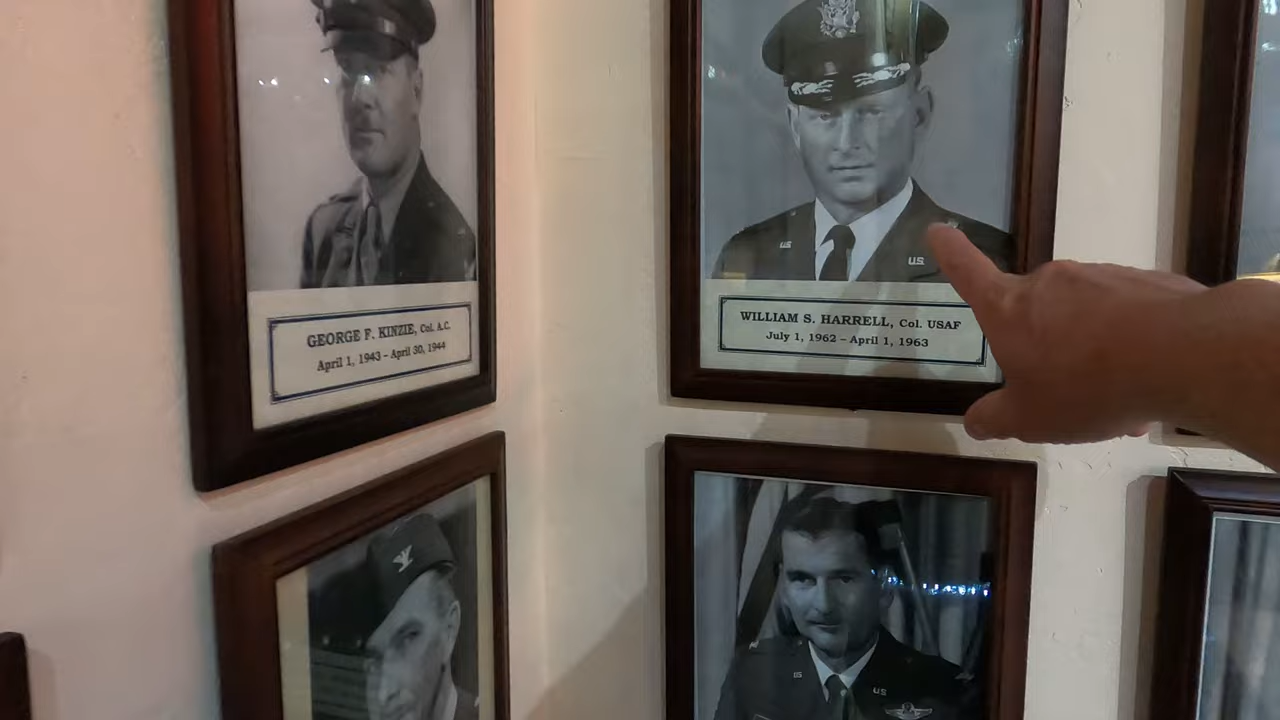 GEORGE F. KINZIE, Col. A.C.
April 1, 1943 – April 30, 1944
U.S.
U.S.
WILLIAM S. HARRELL, Col. USAF
July 1, 1962 – April 1, 1963
U.S.
U.S.